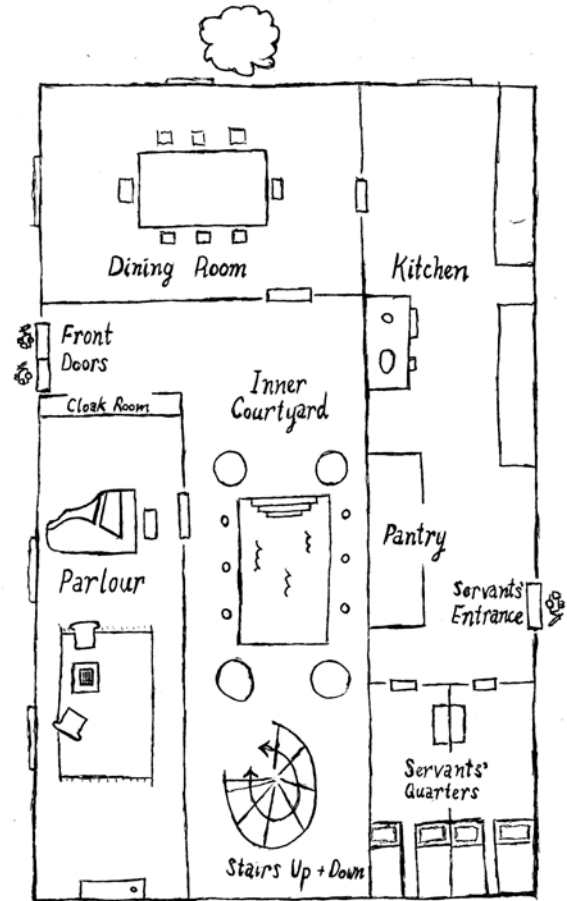 Dining Room
Kitchen
Front
Doors
Inner
Courtyard
Cloak Room
Pantry
Parlour
Servants'
Entrance
Servants'
Quarters
Stairs Up + Down